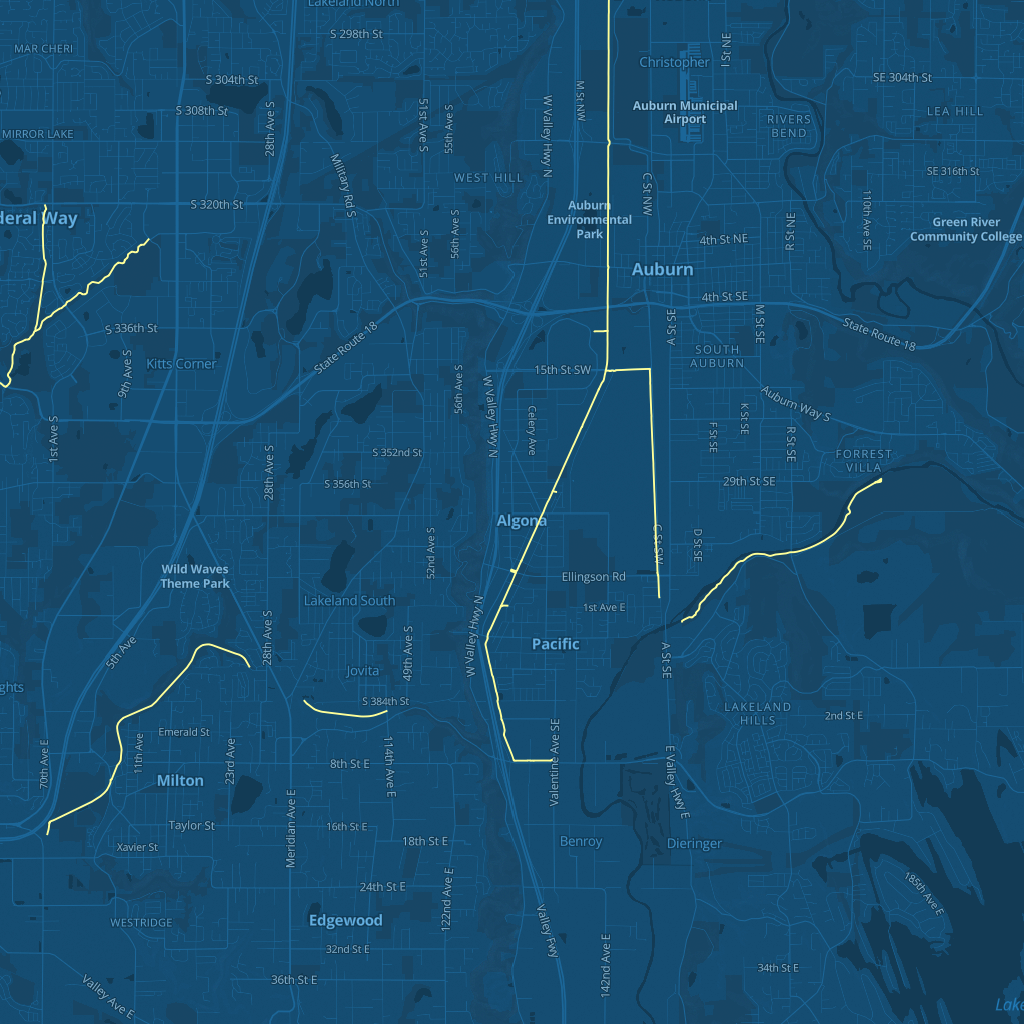 Lakeland North
S 298th St
MAR CHERI
I St NE
Christopher
S 304th St
SE 304th St
M St NW
W Valley Hwy N
Auburn Municipal
Airport
S 308th St
51st Ave S
55th Ave S
28th Ave S
LEA HILL
RIVERS
BEND
MIRROR LAKE
Military Rd S
WEST HILL
SE 316th St
C St NW
S 320th St
Auburn
Environmental
Park
deral Way
110th Ave SE
R St NE
Green River
Community College
56th Ave S
51st Ave S
4th St NE
Auburn
4th St SE
S 336th St
State Route 18
A St SE
M St SE
State Route 18
SOUTH
AUBURN
Kitts Corner
9th Ave S
15th St SW
56th Ave S
W Valley Hwy N
Celery Ave
Auburn Way S
K St SE
F St SE
R St SE
1st Ave S
28th Ave S
S 352nd St
FORREST
VILLA
S 356th St
29th St SE
Algona
52nd Ave S
C St SW
D St SE
Wild Waves
Theme Park
Ellingson Rd
Lakeland South
1st Ave E
W Valley Hwy N
28th Ave S
5th Ave
49th Ave S
Pacific
A St SE
Jovita
ghts
S 384th St
LAKELAND
HILLS
2nd St E
Emerald St
11th Ave
23rd Ave
114th Ave E
70th Ave E
8th St E
Valentine Ave SE
E Valley Hwy E
Milton
Meridian Ave E
Taylor St
16th St E
18th St E
Benroy
Dieringer
Xavier St
24th St E
122nd Ave E
185th Ave E
WESTRIDGE
Edgewood
Valley Fwy
32nd St E
142nd Ave E
34th St E
36th St E
Valley Ave E
Lake